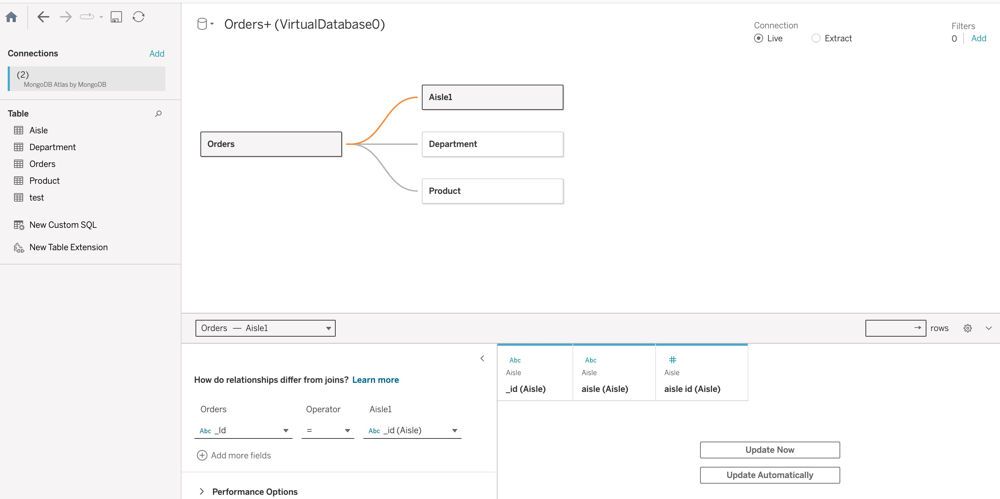 Orders+ (VirtualDatabase0)
Connection
Live
Extract
Filters
0
Add
Connections
Add
(2)
MongoDB Atlas by MongoDB
Table
Aisle
Department
Orders
Product
test
New Custom SQL
New Table Extension
Orders
Aisle1
Department
Product
Orders — Aisle1
rows
How do relationships differ from joins? Learn more
Orders Operator Aisle1
Abc _Id = Abc _id (Aisle)
Add more fields
Performance Options
Abc Abc #
Aisle Aisle Aisle
_id (Aisle) aisle (Aisle) aisle id (Aisle)
Update Now
Update Automatically